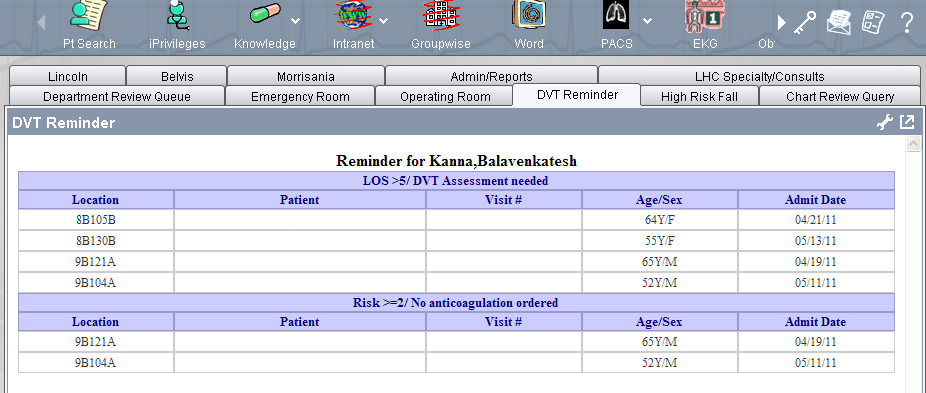 Pt Search iPrivileges Knowledge Intranet Groupwise Word PACS EKG Ob
Lincoln Belvis Morrisania Admin/Reports LHC Specialty/Consults
Department Review Queue Emergency Room Operating Room DVT Reminder High Risk Fall Chart Review Query
DVT Reminder
Reminder for Kanna,Balavenkatesh
LOS >5/ DVT Assessment needed
Location Patient Visit # Age/Sex Admit Date
8B105B 64Y/F 04/21/11
8B130B 55Y/F 05/13/11
9B121A 65Y/M 04/19/11
9B104A 52Y/M 05/11/11
Risk >=2/ No anticoagulation ordered
Location Patient Visit # Age/Sex Admit Date
9B121A 65Y/M 04/19/11
9B104A 52Y/M 05/11/11